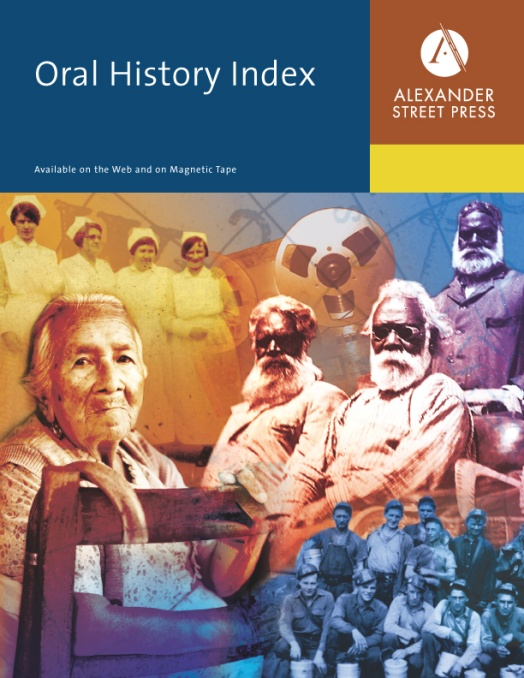 Oral History Index
ALEXANDER
STREET PRESS
Available on the Web and on Magnetic Tape